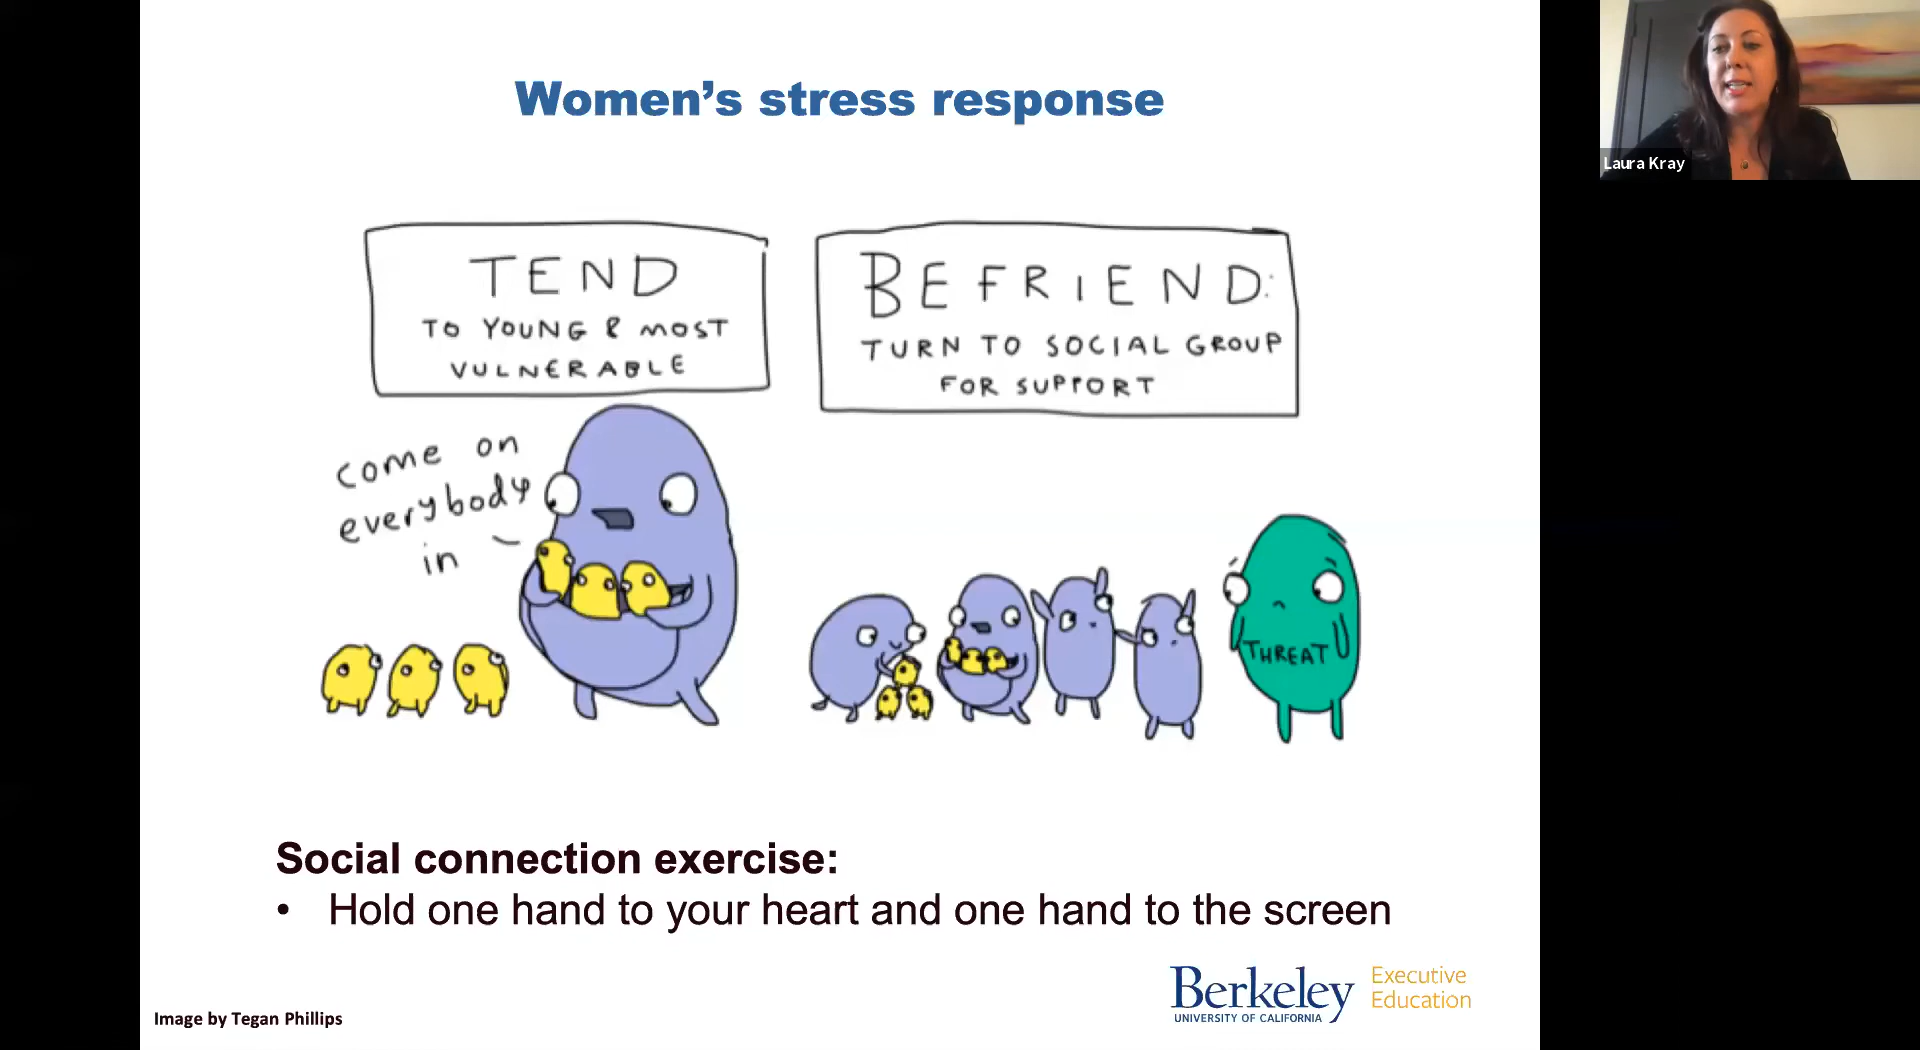 Women's stress response
Laura Kray
TEND
TO YOUNG & MOST
VULNERABLE
BEFRIEND:
TURN TO SOCIAL GROUP
FOR SUPPORT
come on
everybody
in
THREAT
Social connection exercise:
• Hold one hand to your heart and one hand to the screen
Berkeley
UNIVERSITY OF CALIFORNIA
Executive
Education
Image by Tegan Phillips